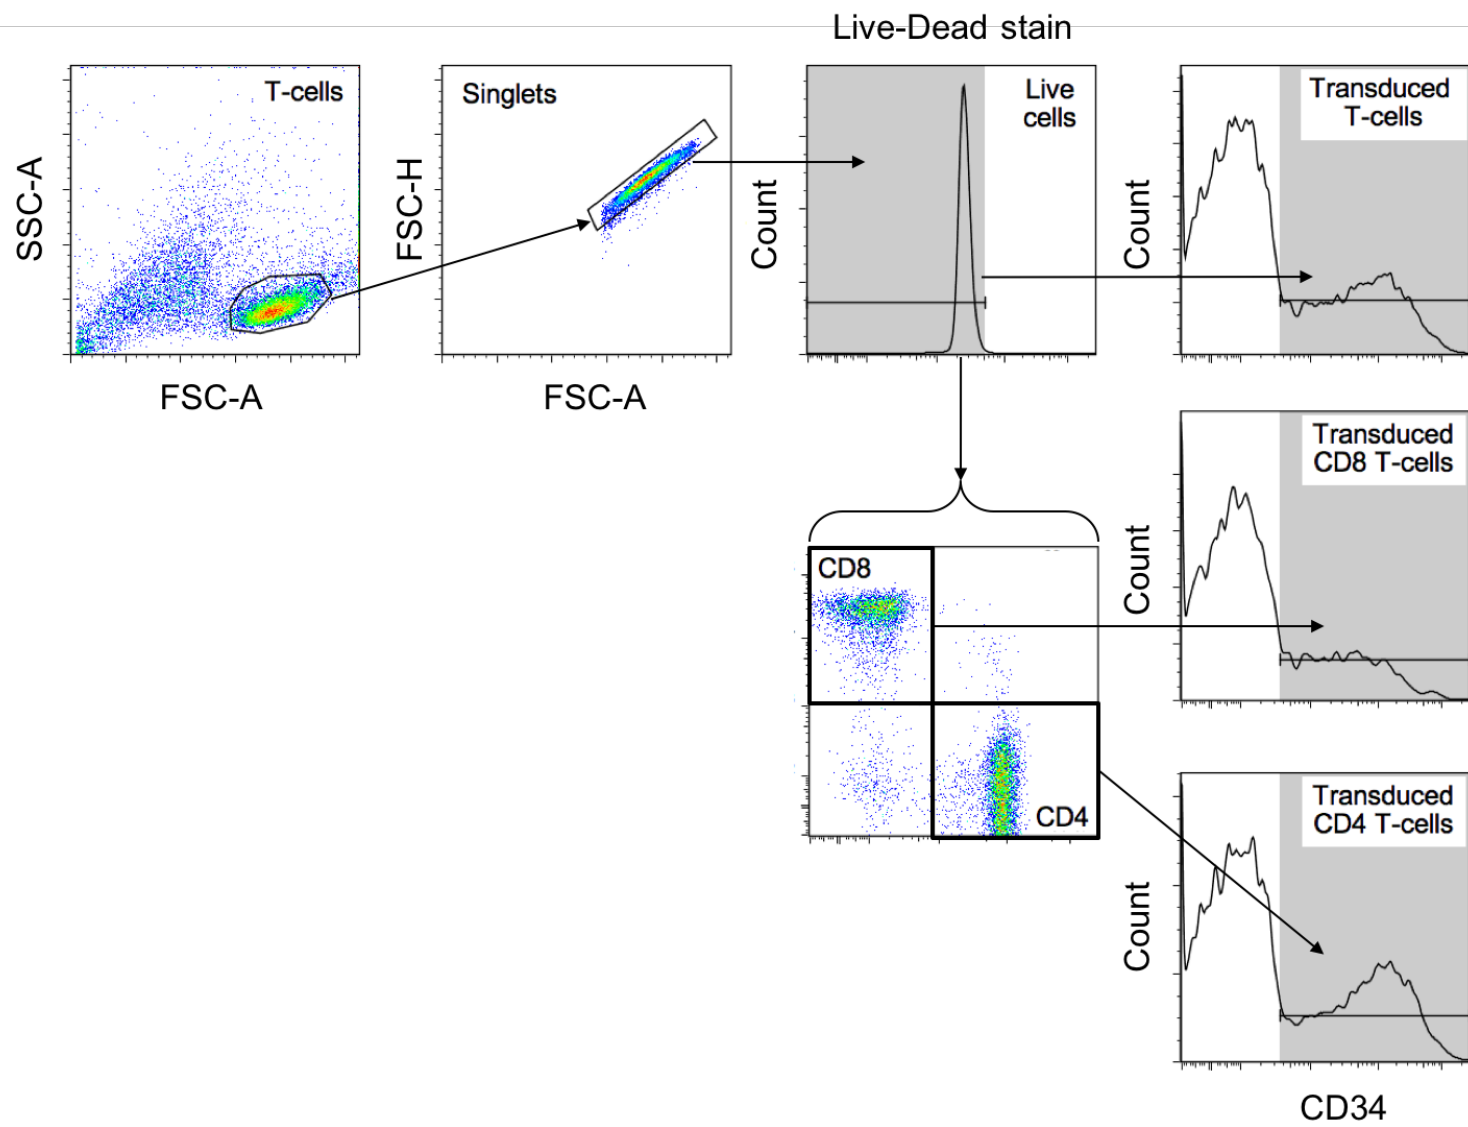 Live-Dead stain
T-cells
SSC-A
FSC-A
Singlets
FSC-H
FSC-A
Live
cells
Count
Transduced
T-cells
Count
Transduced
CD8 T-cells
Count
CD8
CD4
Transduced
CD4 T-cells
Count
CD34